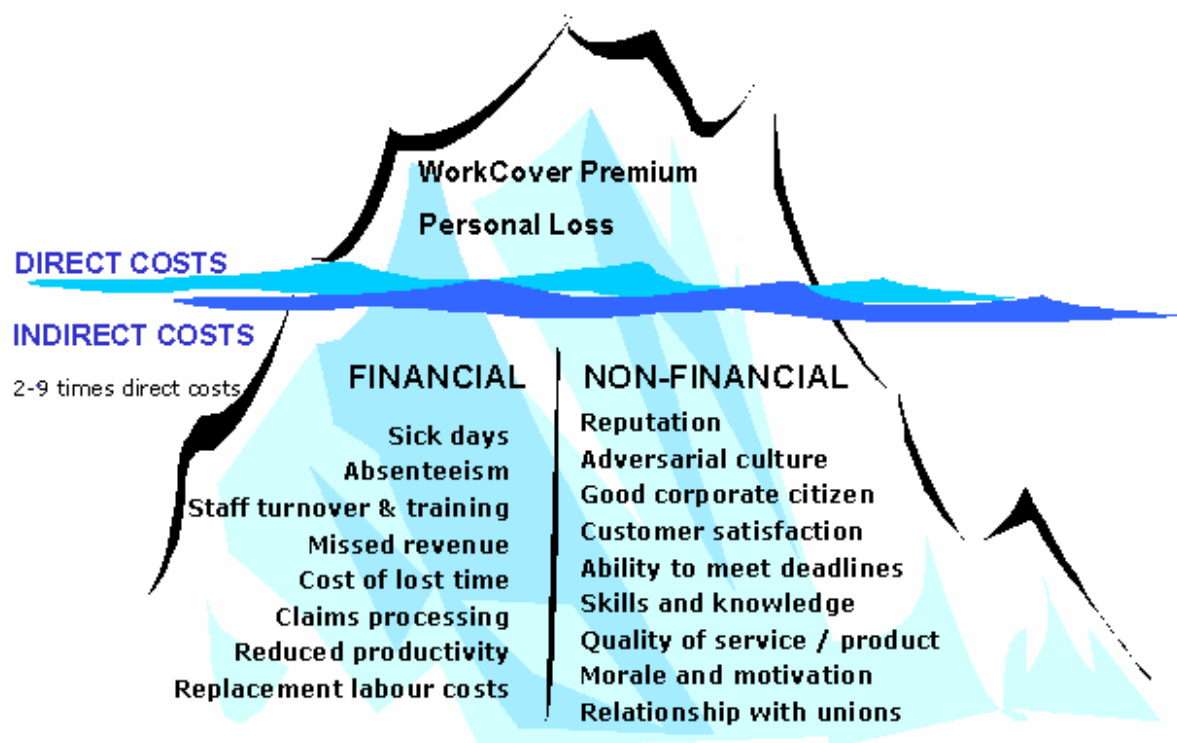 WorkCover Premium
Personal Loss
DIRECT COSTS
INDIRECT COSTS
2-9 times direct costs
FINANCIAL
Sick days
Absenteeism
Staff turnover & training
Missed revenue
Cost of lost time
Claims processing
Reduced productivity
Replacement labour costs
NON-FINANCIAL
Reputation
Adversarial culture
Good corporate citizen
Customer satisfaction
Ability to meet deadlines
Skills and knowledge
Quality of service / product
Morale and motivation
Relationship with unions